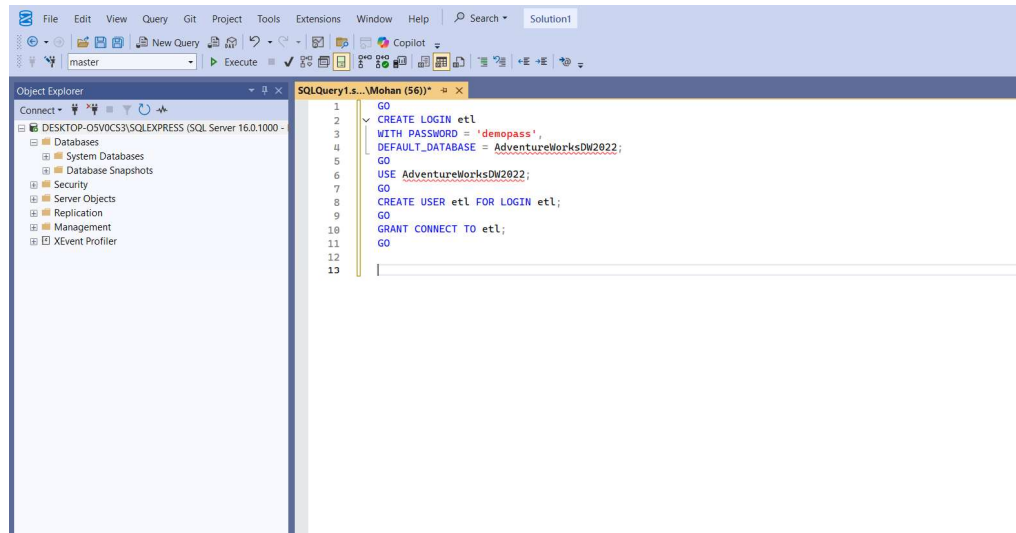 File Edit View Query Git Project Tools Extensions Window Help Search Solution1
New Query Copilot
master Execute
Object Explorer
Connect
DESKTOP-O5V0CS3\SQLEXPRESS (SQL Server 16.0.1000 -
Databases
System Databases
Database Snapshots
Security
Server Objects
Replication
Management
XEvent Profiler
SQLQuery1.s...\Mohan (56))*
1 GO
2 CREATE LOGIN etl
3 WITH PASSWORD = 'demopass',
4 DEFAULT_DATABASE = AdventureWorksDW2022;
5 GO
6 USE AdventureWorksDW2022;
7 GO
8 CREATE USER etl FOR LOGIN etl;
9 GO
10 GRANT CONNECT TO etl;
11 GO
12
13